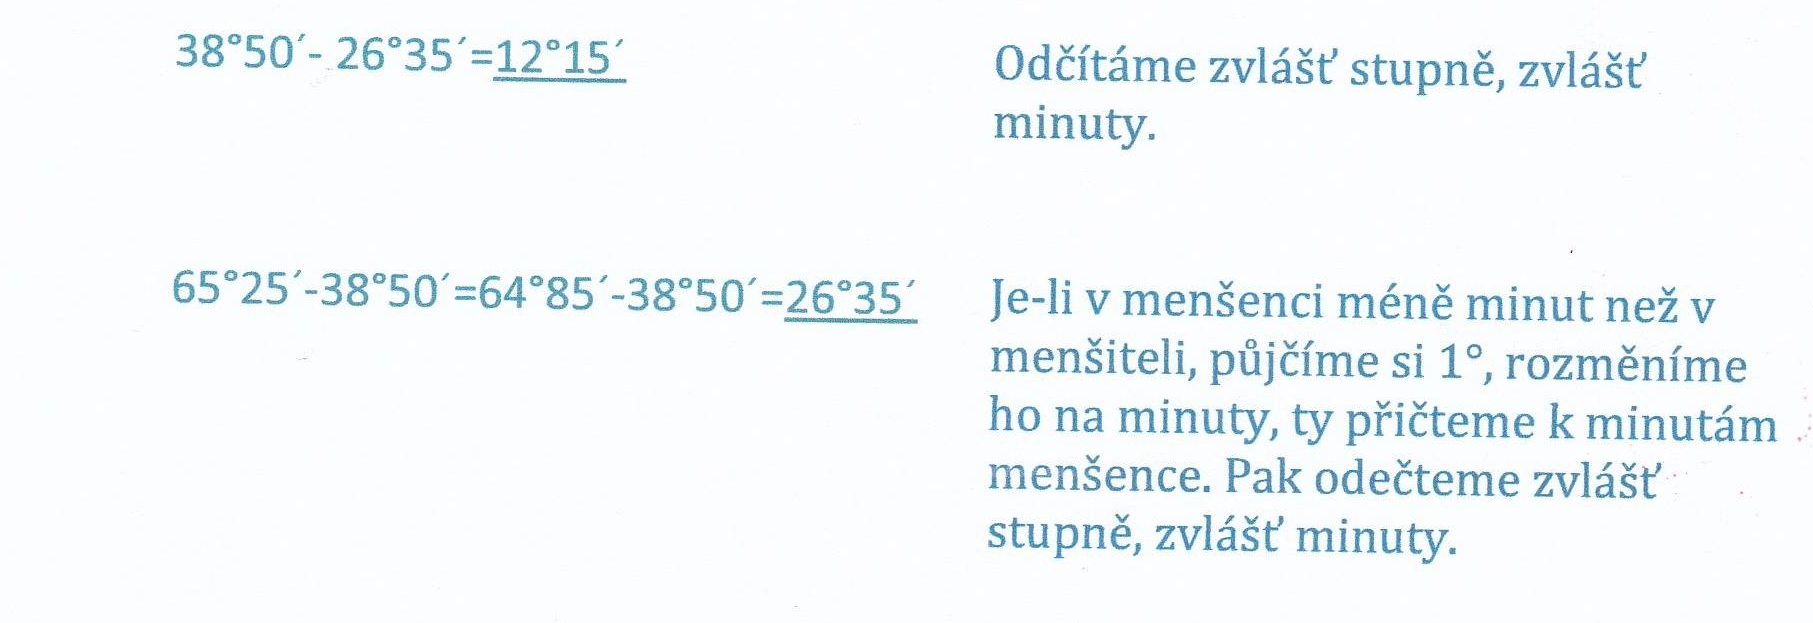 38°50´- 26°35´=12°15´
Odčítáme zvlášť stupně, zvlášť
minuty.
65°25´-38°50´=64°85´-38°50´=26°35´
Je-li v menšenci méně minut než v
menšiteli, půjčíme si 1°, rozměníme
ho na minuty, ty přičteme k minutám
menšence. Pak odečteme zvlášť
stupně, zvlášť minuty.